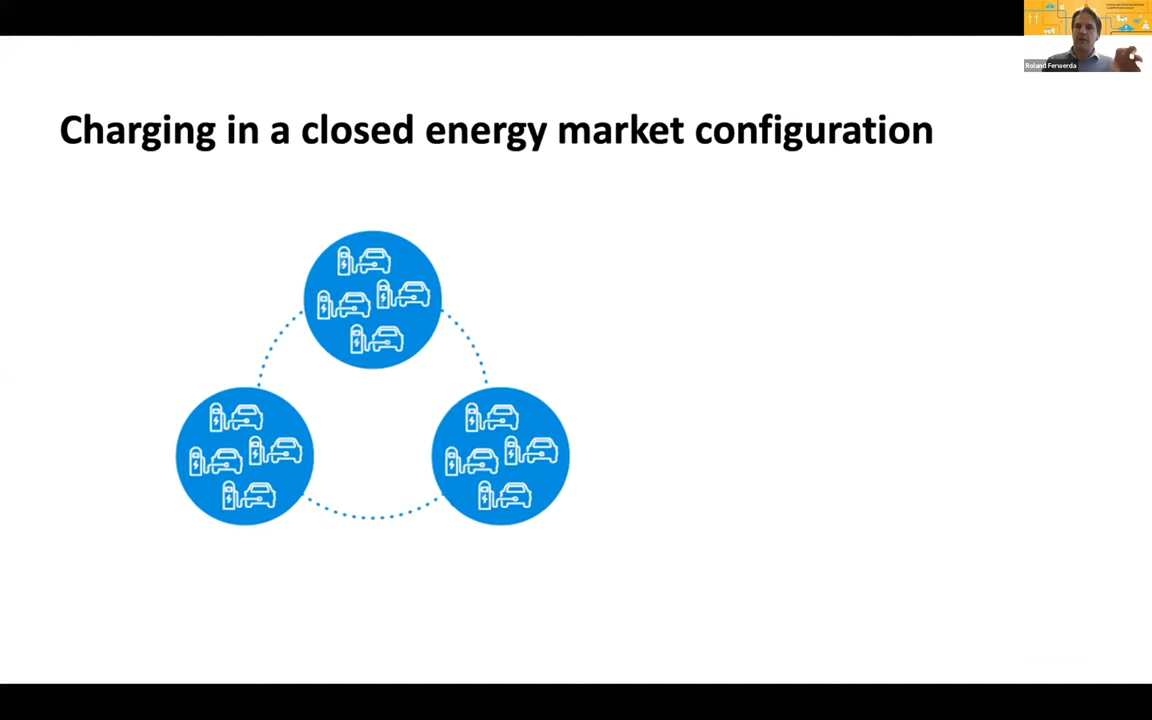 Roland Ferwerda
Charging in a closed energy market configuration